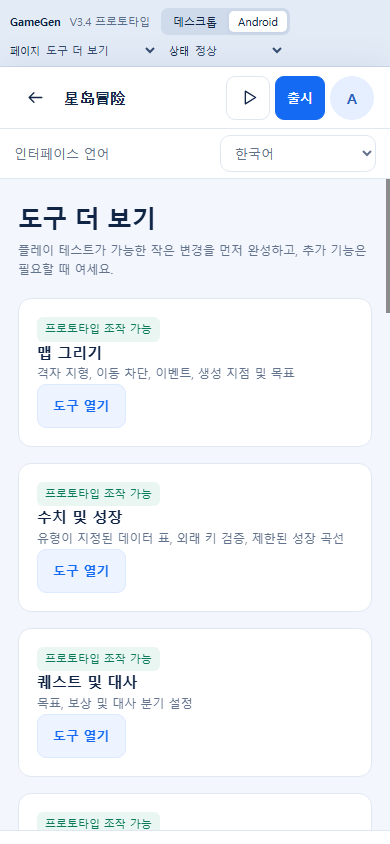 GameGen V3.4 프로토타입 데스크톱 Android
페이지 도구 더 보기 상태 정상
星岛冒险 출시 A
인터페이스 언어 한국어
도구 더 보기
플레이 테스트가 가능한 작은 변경을 먼저 완성하고, 추가 기능은
필요할 때 여세요.
프로토타입 조작 가능
맵 그리기
격자 지형, 이동 차단, 이벤트, 생성 지점 및 목표
도구 열기
프로토타입 조작 가능
수치 및 성장
유형이 지정된 데이터 표, 외래 키 검증, 제한된 성장 곡선
도구 열기
프로토타입 조작 가능
퀘스트 및 대사
목표, 보상 및 대사 분기 설정
도구 열기
프로토타입 조작 가능